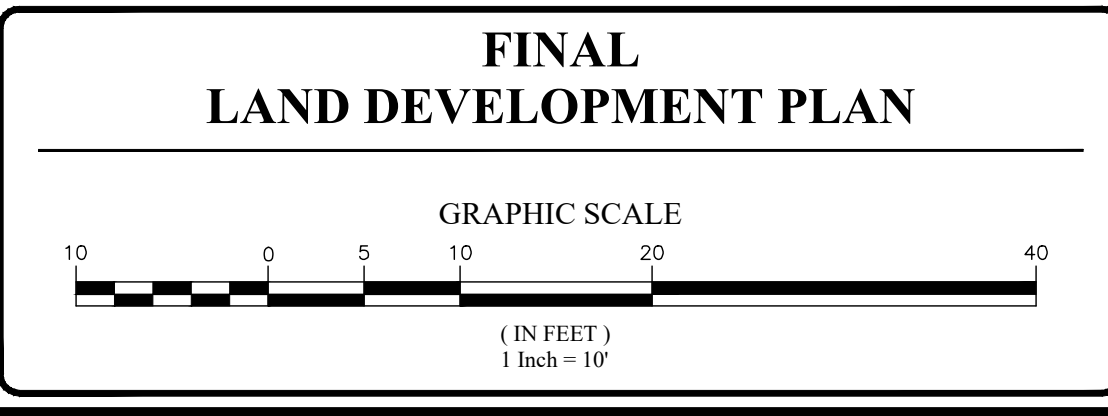 FINAL
LAND DEVELOPMENT PLAN
GRAPHIC SCALE
10 0 5 10 20 40
( IN FEET )
1 Inch = 10'